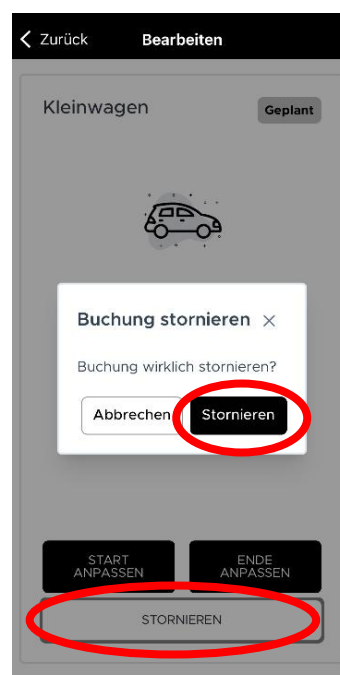 Zurück Bearbeiten
Kleinwagen Geplant
Buchung stornieren ×
Buchung wirklich stornieren?
Abbrechen Stornieren
START ENDE
ANPASSEN ANPASSEN
STORNIEREN